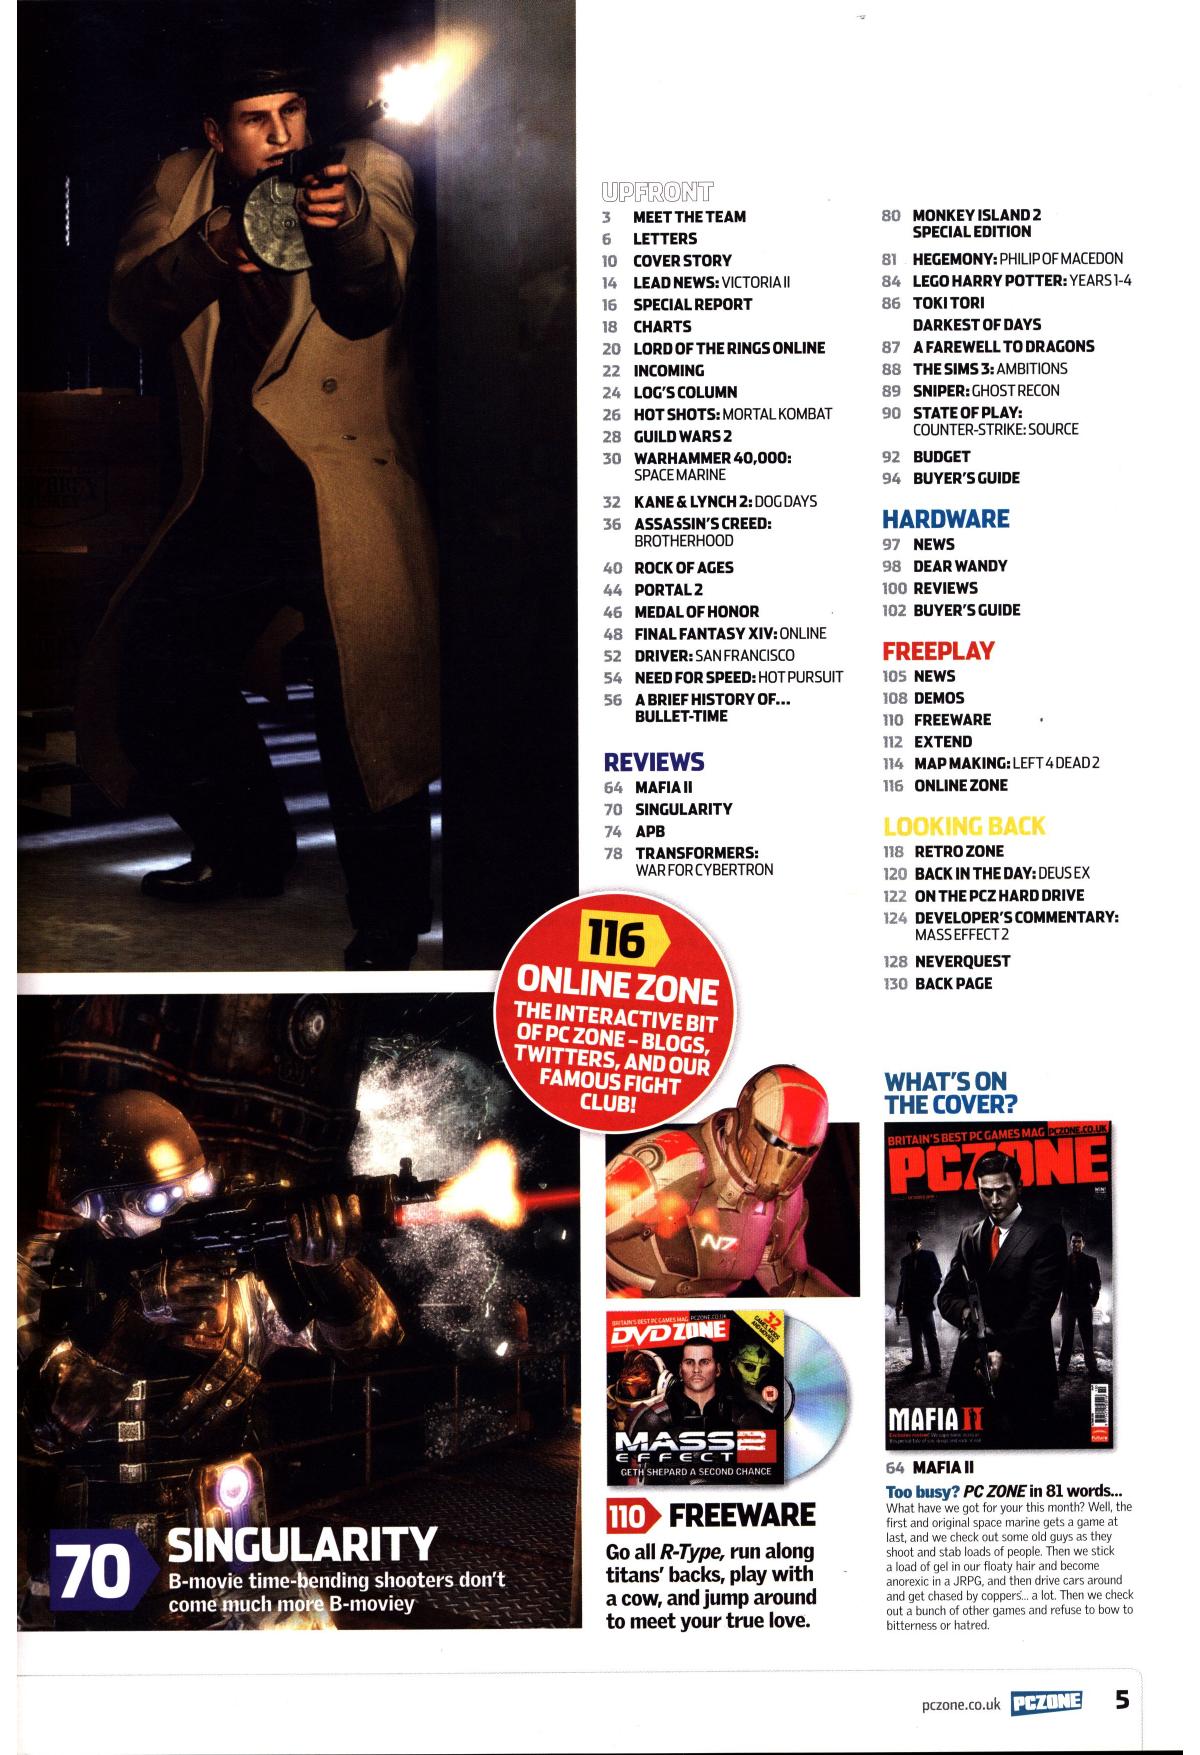 UPFRONT
3 MEET THE TEAM
6 LETTERS
10 COVER STORY
14 LEAD NEWS: VICTORIA II
16 SPECIAL REPORT
18 CHARTS
20 LORD OF THE RINGS ONLINE
22 INCOMING
24 LOG'S COLUMN
26 HOT SHOTS: MORTAL KOMBAT
28 GUILD WARS 2
30 WARHAMMER 40,000:
SPACE MARINE
32 KANE & LYNCH 2: DOG DAYS
36 ASSASSIN'S CREED:
BROTHERHOOD
40 ROCK OF AGES
44 PORTAL 2
46 MEDAL OF HONOR
48 FINAL FANTASY XIV: ONLINE
52 DRIVER: SAN FRANCISCO
54 NEED FOR SPEED: HOT PURSUIT
56 A BRIEF HISTORY OF...
BULLET-TIME
REVIEWS
64 MAFIA II
70 SINGULARITY
74 APB
78 TRANSFORMERS:
WAR FOR CYBERTRON
80 MONKEY ISLAND 2
SPECIAL EDITION
81 HEGEMONY: PHILIP OF MACEDON
84 LEGO HARRY POTTER: YEARS 1-4
86 TOKI TORI
DARKEST OF DAYS
87 A FAREWELL TO DRAGONS
88 THE SIMS 3: AMBITIONS
89 SNIPER: GHOST RECON
90 STATE OF PLAY:
COUNTER-STRIKE: SOURCE
92 BUDGET
94 BUYER'S GUIDE
HARDWARE
97 NEWS
98 DEAR WANDY
100 REVIEWS
102 BUYER'S GUIDE
FREEPLAY
105 NEWS
108 DEMOS
110 FREEWARE
112 EXTEND
114 MAP MAKING: LEFT 4 DEAD 2
116 ONLINE ZONE
LOOKING BACK
118 RETRO ZONE
120 BACK IN THE DAY: DEUS EX
122 ON THE PCZ HARD DRIVE
124 DEVELOPER'S COMMENTARY:
MASS EFFECT 2
128 NEVERQUEST
130 BACK PAGE
116
ONLINE ZONE
THE INTERACTIVE BIT
OF PC ZONE – BLOGS,
TWITTERS, AND OUR
FAMOUS FIGHT
CLUB!
70 SINGULARITY
B-movie time-bending shooters don't
come much more B-moviey
N7
BRITAIN'S BEST PC GAMES MAG PCZONE.CO.UK
DVD ZONE
32
GAMES, MODS
AND MOVIES!
MASS EFFECT 2
GETH SHEPARD A SECOND CHANCE
110 FREEWARE
Go all R-Type, run along
titans' backs, play with
a cow, and jump around
to meet your true love.
WHAT'S ON
THE COVER?
BRITAIN'S BEST PC GAMES MAG PCZONE.CO.UK
PCZONE
MAFIA II
Future
64 MAFIA II
Too busy? PC ZONE in 81 words...
What have we got for your this month? Well, the
first and original space marine gets a game at
last, and we check out some old guys as they
shoot and stab loads of people. Then we stick
a load of gel in our floaty hair and become
anorexic in a JRPG, and then drive cars around
and get chased by coppers... a lot. Then we check
out a bunch of other games and refuse to bow to
bitterness or hatred.
pczone.co.uk PCZONE 5